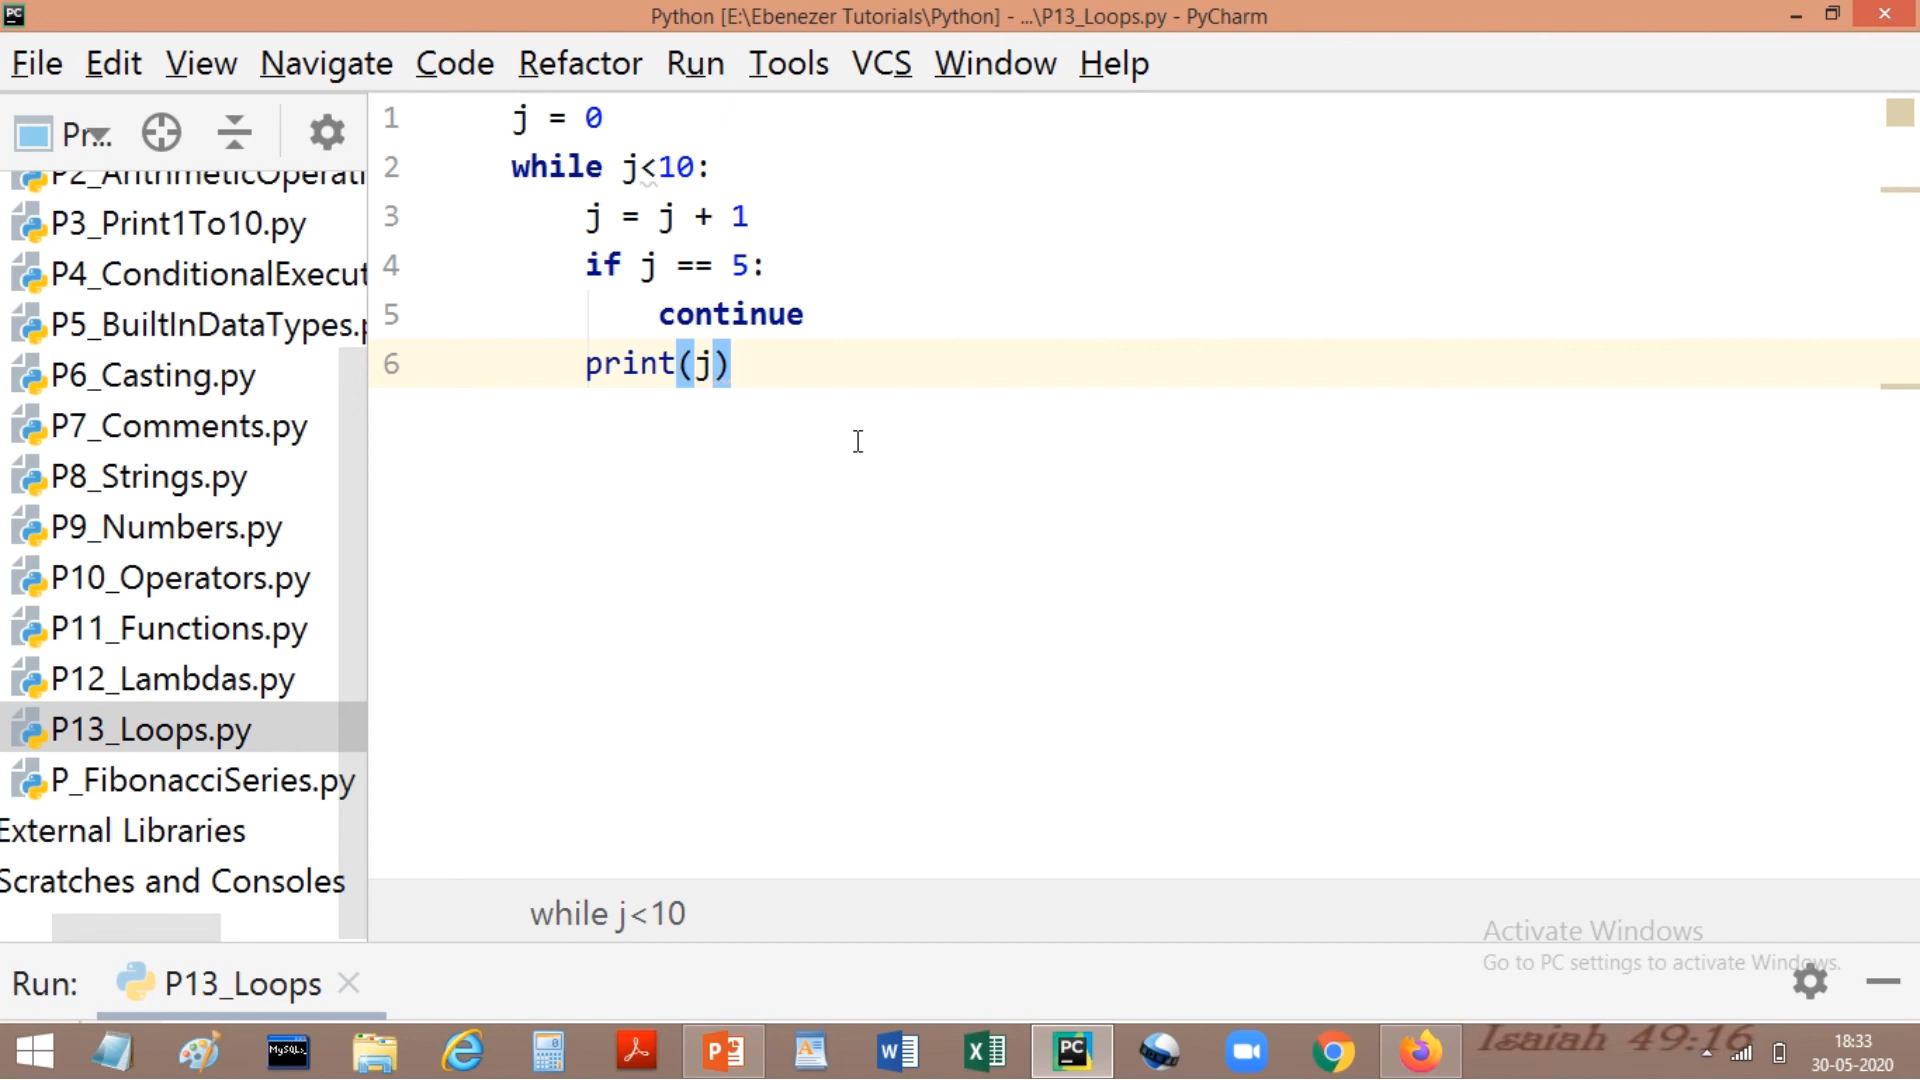 PC
Python [E:\Ebenezer Tutorials\Python] - ...\P13_Loops.py - PyCharm
File Edit View Navigate Code Refactor Run Tools VCS Window Help
Pr...
P2_ArithmeticOperati
P3_Print1To10.py
P4_ConditionalExecut
P5_BuiltInDataTypes.p
P6_Casting.py
P7_Comments.py
P8_Strings.py
P9_Numbers.py
P10_Operators.py
P11_Functions.py
P12_Lambdas.py
P13_Loops.py
P_FibonacciSeries.py
External Libraries
Scratches and Consoles
1 j = 0
2 while j<10:
3 j = j + 1
4 if j == 5:
5 continue
6 print(j)
while j<10
Activate Windows
Go to PC settings to activate Windows.
Run: P13_Loops
MySQL
Isaiah 49:16
18:33
30-05-2020